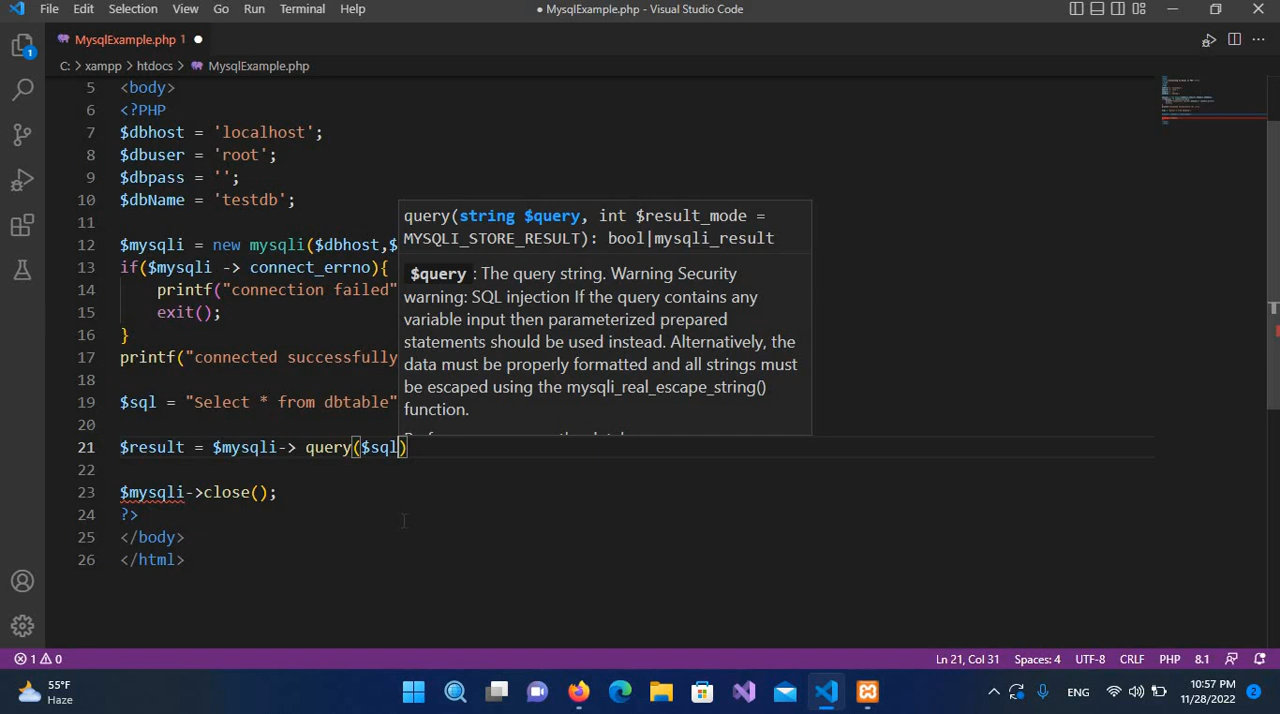 File Edit Selection View Go Run Terminal Help
● MysqlExample.php - Visual Studio Code
MysqlExample.php 1 ●
C: > xampp > htdocs > MysqlExample.php
1
5 <body>
6 <?PHP
7 $dbhost = 'localhost';
8 $dbuser = 'root';
9 $dbpass = '';
10 $dbName = 'testdb';
11
12 $mysqli = new mysqli($dbhost,$
13 if($mysqli -> connect_errno){
14 printf("connection failed"
15 exit();
16 }
17 printf("connected successfully
18
19 $sql = "Select * from dbtable"
20
21 $result = $mysqli-> query($sql)
22
23 $mysqli->close();
24 ?>
25 </body>
26 </html>
query(string $query, int $result_mode =
MYSQLI_STORE_RESULT): bool|mysqli_result
$query : The query string. Warning Security
warning: SQL injection If the query contains any
variable input then parameterized prepared
statements should be used instead. Alternatively, the
data must be properly formatted and all strings must
be escaped using the mysqli_real_escape_string()
function.
1 0
Ln 21, Col 31 Spaces: 4 UTF-8 CRLF PHP 8.1
55°F
Haze
ENG
10:57 PM
11/28/2022
2